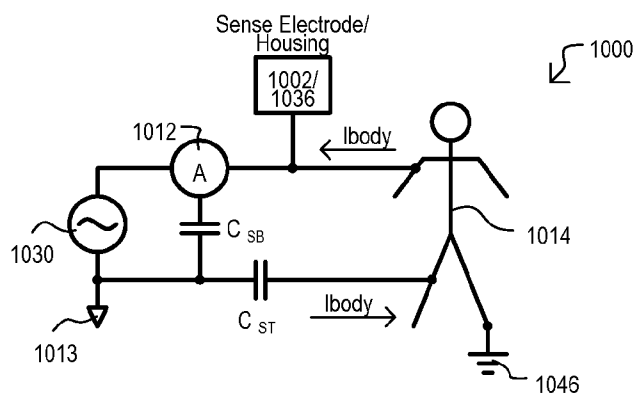 Sense Electrode/
Housing
1000
1002/
1036
1012
Ibody
A
1030
C SB
1014
C ST
Ibody
1013
1046